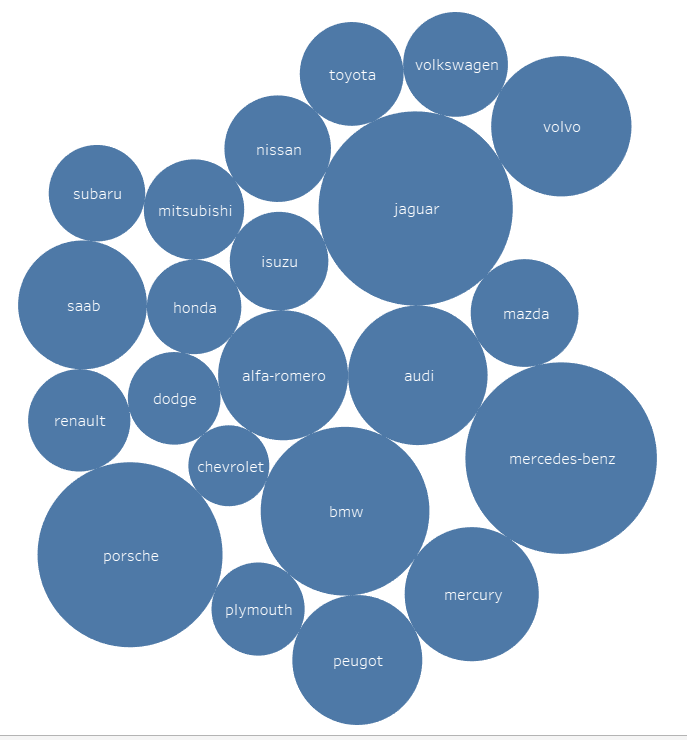 toyota
volkswagen
volvo
nissan
subaru
mitsubishi
jaguar
isuzu
saab
honda
mazda
alfa-romero
audi
dodge
renault
chevrolet
mercedes-benz
bmw
porsche
mercury
plymouth
peugot